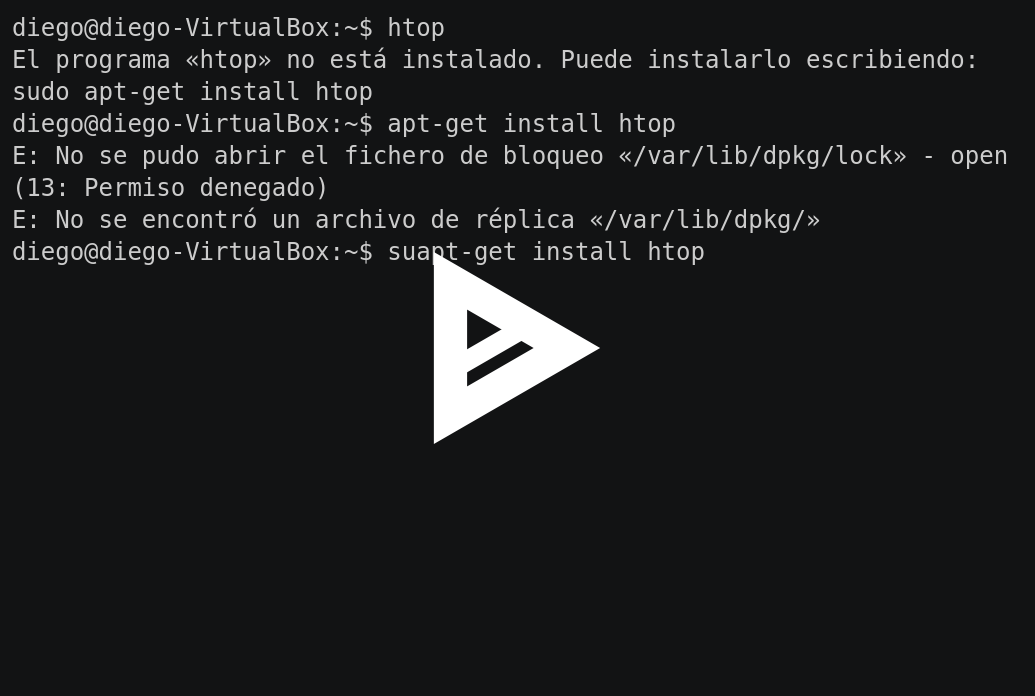 diego@diego-VirtualBox:~$ htop
El programa «htop» no está instalado. Puede instalarlo escribiendo:
sudo apt-get install htop
diego@diego-VirtualBox:~$ apt-get install htop
E: No se pudo abrir el fichero de bloqueo «/var/lib/dpkg/lock» - open
(13: Permiso denegado)
E: No se encontró un archivo de réplica «/var/lib/dpkg/»
diego@diego-VirtualBox:~$ suapt-get install htop